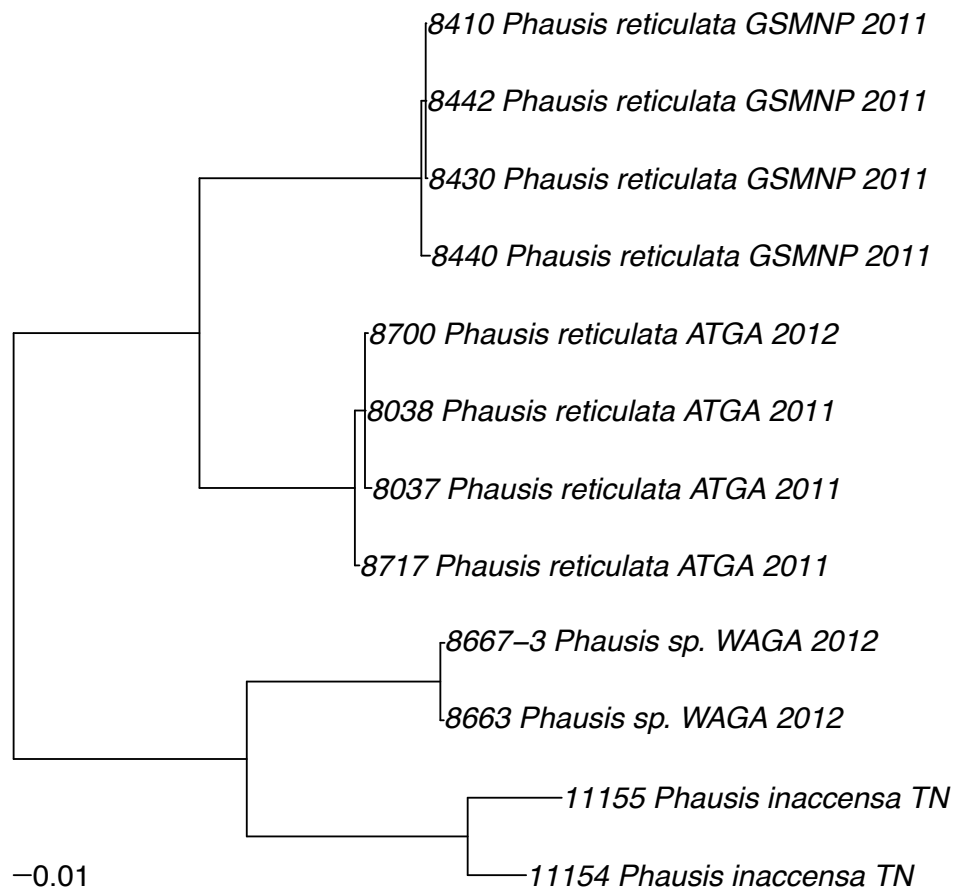 8410 Phausis reticulata GSMNP 2011
8442 Phausis reticulata GSMNP 2011
8430 Phausis reticulata GSMNP 2011
8440 Phausis reticulata GSMNP 2011
8700 Phausis reticulata ATGA 2012
8038 Phausis reticulata ATGA 2011
8037 Phausis reticulata ATGA 2011
8717 Phausis reticulata ATGA 2011
8667−3 Phausis sp. WAGA 2012
8663 Phausis sp. WAGA 2012
11155 Phausis inaccensa TN
11154 Phausis inaccensa TN
0.01